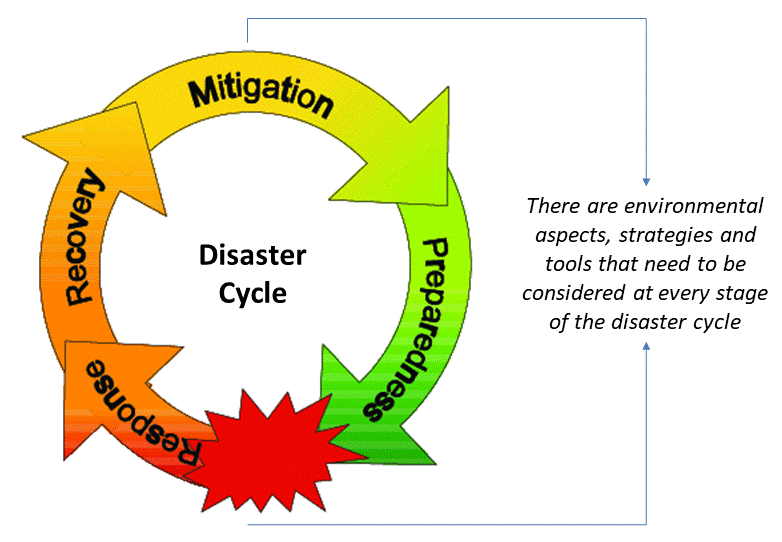 Mitigation
Preparedness
Response
Recovery
Disaster
Cycle
There are environmental
aspects, strategies and
tools that need to be
considered at every stage
of the disaster cycle